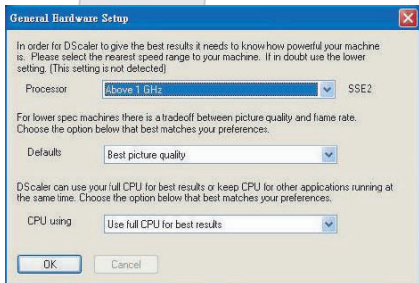 General Hardware Setup
In order for DScaler to give the best results it needs to know how powerful your machine
is. Please select the nearest speed range to your machine. If in doubt use the lower
setting. (This setting is not detected)
Processor Above 1 GHz SSE2
For lower spec machines there is a tradeoff between picture quality and frame rate.
Choose the option below that best matches your preferences.
Defaults Best picture quality
DScaler can use your full CPU for best results or keep CPU for other applications running at
the same time. Choose the option below that best matches your preferences.
CPU using Use full CPU for best results
OK Cancel